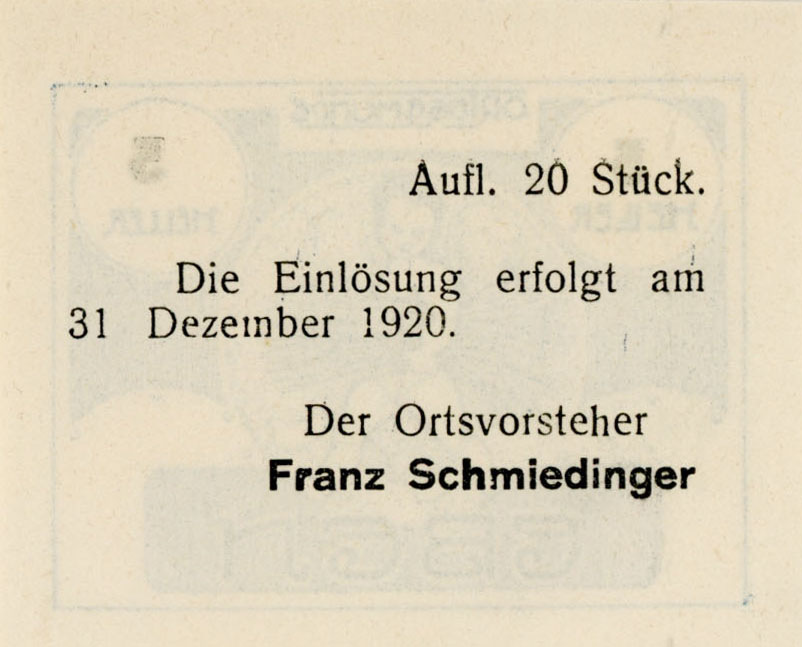 Aufl. 20 Stück.
Die Einlösung erfolgt am
31 Dezember 1920.
Der Ortsvorsteher
Franz Schmiedinger